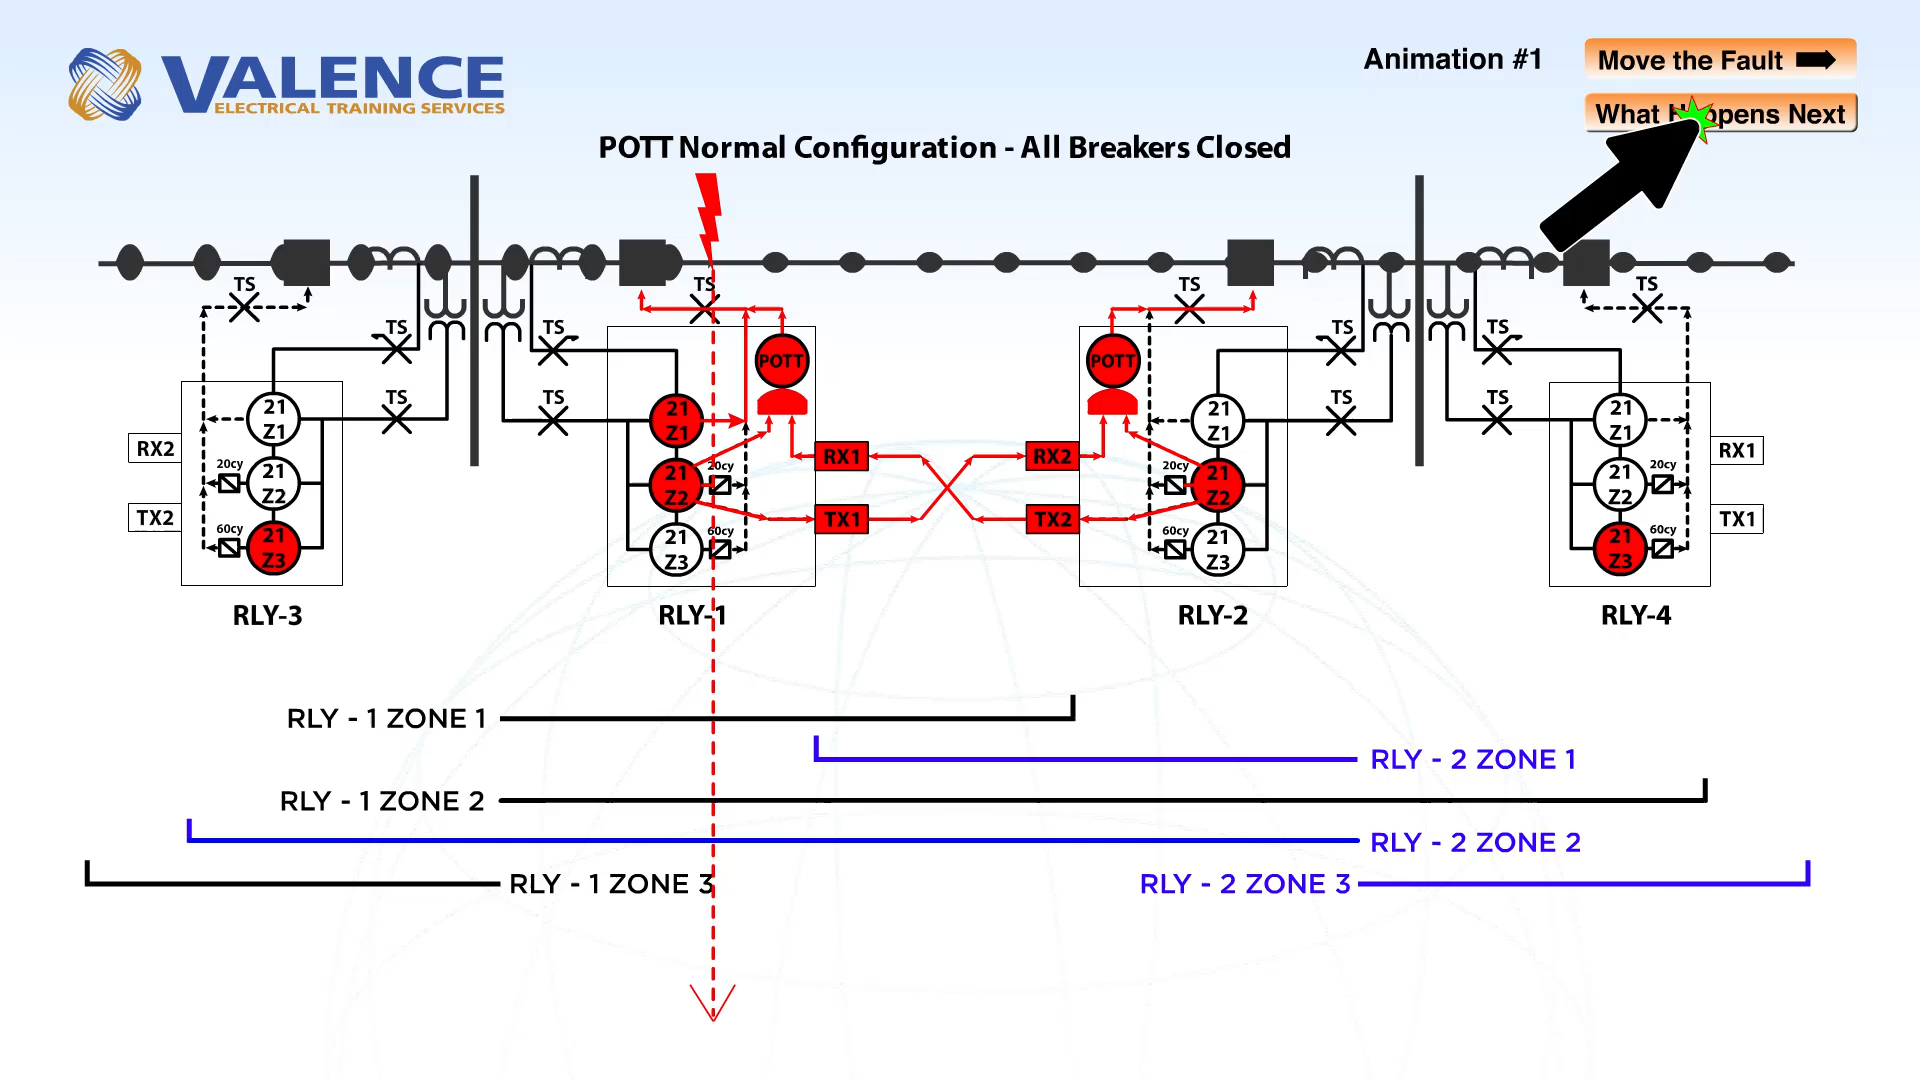 VALENCE
ELECTRICAL TRAINING SERVICES
Animation #1
Move the Fault
What Happens Next
POTT Normal Configuration - All Breakers Closed
TS
TS
TS
TS
TS
TS
TS
TS
TS
TS
TS
TS
POTT
POTT
21
Z1
21
Z1
21
Z1
21
Z1
RX2
RX1
RX2
RX1
20cy
21
Z2
21
Z2
20cy
20cy
21
Z2
21
Z2
20cy
TX2
TX1
TX2
TX1
60cy
21
Z3
21
Z3
60cy
60cy
21
Z3
21
Z3
60cy
RLY-3
RLY-1
RLY-2
RLY-4
RLY - 1 ZONE 1
RLY - 2 ZONE 1
RLY - 1 ZONE 2
RLY - 2 ZONE 2
RLY - 1 ZONE 3
RLY - 2 ZONE 3